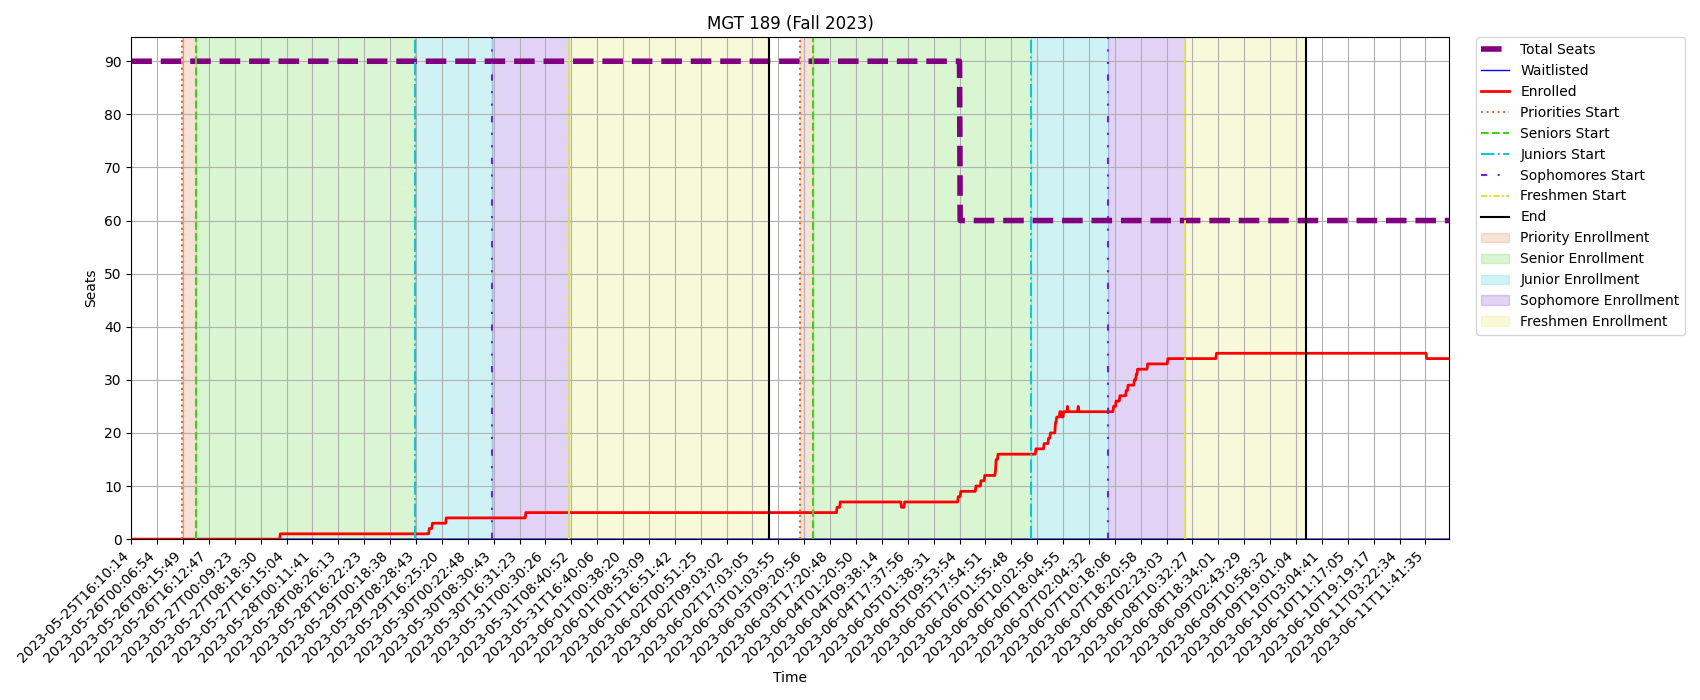 MGT 189 (Fall 2023)
Seats
90
80
70
60
50
40
30
20
10
0
2023-05-25T16:10:14
2023-05-26T00:06:54
2023-05-26T08:15:49
2023-05-26T16:12:47
2023-05-27T00:09:23
2023-05-27T08:18:30
2023-05-27T16:15:04
2023-05-28T00:11:41
2023-05-28T08:26:13
2023-05-28T16:22:23
2023-05-29T00:18:38
2023-05-29T08:28:43
2023-05-29T16:25:20
2023-05-30T00:22:48
2023-05-30T08:30:43
2023-05-30T16:31:23
2023-05-31T00:30:26
2023-05-31T08:40:52
2023-05-31T16:40:06
2023-06-01T00:38:20
2023-06-01T08:53:09
2023-06-01T16:51:42
2023-06-02T00:51:25
2023-06-02T09:03:02
2023-06-02T17:03:05
2023-06-03T01:03:55
2023-06-03T09:20:56
2023-06-03T17:20:48
2023-06-04T01:20:50
2023-06-04T09:38:14
2023-06-04T17:37:56
2023-06-05T01:38:31
2023-06-05T09:53:54
2023-06-05T17:54:51
2023-06-06T01:55:48
2023-06-06T10:02:56
2023-06-06T18:04:55
2023-06-07T02:04:32
2023-06-07T10:18:06
2023-06-07T18:20:58
2023-06-08T02:23:03
2023-06-08T10:32:27
2023-06-08T18:34:01
2023-06-09T02:43:29
2023-06-09T10:58:32
2023-06-09T19:01:04
2023-06-10T03:04:41
2023-06-10T11:17:05
2023-06-10T19:19:17
2023-06-11T03:22:34
2023-06-11T11:41:35
Time
Total Seats
Waitlisted
Enrolled
Priorities Start
Seniors Start
Juniors Start
Sophomores Start
Freshmen Start
End
Priority Enrollment
Senior Enrollment
Junior Enrollment
Sophomore Enrollment
Freshmen Enrollment